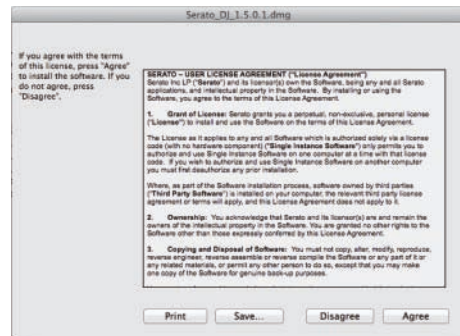 Serato_DJ_1.5.0.1.dmg
If you agree with the terms
of this license, press "Agree"
to install the software. If you
do not agree, press
"Disagree".
SERATO – USER LICENSE AGREEMENT ("License Agreement")
Serato Inc LP ("Serato") and its licensor(s) own the Software, being any and all Serato
applications, and intellectual property in the Software. By installing or using the
Software, you agree to the terms of this License Agreement.
1. Grant of License: Serato grants you a perpetual, non-exclusive, personal license
("License") to install and use the Software on the terms of this License Agreement.
The License as it applies to any and all Software which is authorized solely via a license
code (with no hardware component) ("Single Instance Software") only permits you to
authorize and use Single Instance Software on one computer at a time with that license
code. If you wish to authorize and use Single Instance Software on another computer
you must first deauthorize any prior installation.
Where, as part of the Software installation process, software owned by third parties
("Third Party Software") is installed on your computer, the relevant third party license
agreement or terms will apply, and this License Agreement does not apply to it.
2. Ownership: You acknowledge that Serato and its licensor(s) are and remain the
owners of the intellectual property in the Software. You are granted no other rights to the
Software other than those expressly conferred by this License Agreement.
3. Copying and Disposal of Software: You must not copy, alter, modify, reproduce,
reverse engineer, reverse assemble or reverse compile the Software or any part of it or
any related materials, or permit any other person to do so, except that you may make
one copy of the Software for genuine back-up purposes.
Print
Save...
Disagree
Agree